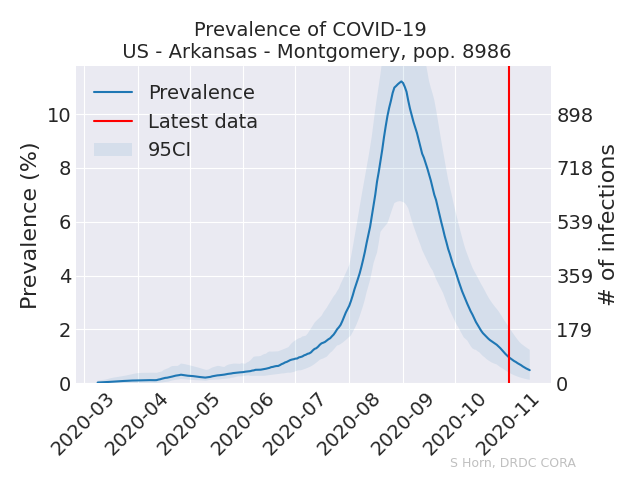 Prevalence of COVID-19
US - Arkansas - Montgomery, pop. 8986
Prevalence
Latest data
95CI
Prevalence (%)
10
8
6
4
2
0
# of infections
898
718
539
359
179
0
2020-03
2020-04
2020-05
2020-06
2020-07
2020-08
2020-09
2020-10
2020-11
S Horn, DRDC CORA